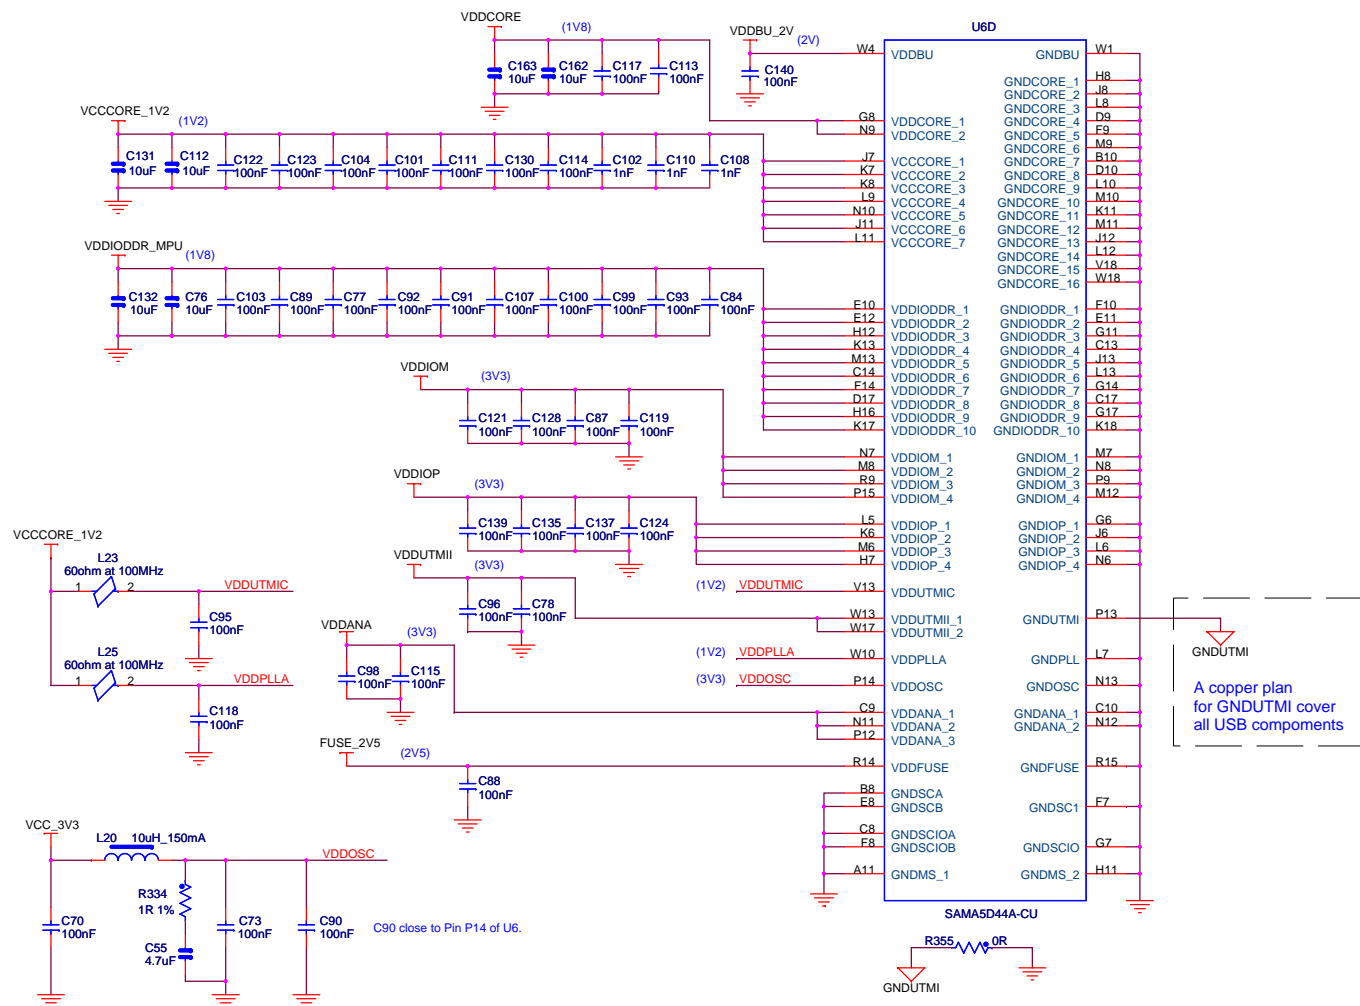 VDDCORE
(1V8)
C163
10uF
C162
10uF
C117
100nF
C113
100nF
VDDBU_2V
(2V)
C140
100nF
VCCCORE_1V2
(1V2)
C131
10uF
C112
10uF
C122
100nF
C123
100nF
C104
100nF
C101
100nF
C111
100nF
C130
100nF
C114
100nF
C102
1nF
C110
1nF
C108
1nF
VDDIODDR_MPU
(1V8)
C132
10uF
C76
10uF
C103
100nF
C89
100nF
C77
100nF
C92
100nF
C91
100nF
C107
100nF
C100
100nF
C99
100nF
C93
100nF
C84
100nF
VDDIOM
(3V3)
C121
100nF
C128
100nF
C87
100nF
C119
100nF
VDDIOP
(3V3)
C139
100nF
C135
100nF
C137
100nF
C124
100nF
VDDUTMII
(3V3)
C96
100nF
C78
100nF
VDDANA
(3V3)
C98
100nF
C115
100nF
FUSE_2V5
(2V5)
C88
100nF
VCCCORE_1V2
L23
60ohm at 100MHz
1 2
VDDUTMIC
C95
100nF
L25
60ohm at 100MHz
1 2
VDDPLLA
C118
100nF
VCC_3V3
L20 10uH_150mA
VDDOSC
R334
1R 1%
C55
4.7uF
C70
100nF
C73
100nF
C90
100nF
C90 close to Pin P14 of U6.
U6D
W4 VDDBU GNDBU W1
GNDCORE_1 H8
GNDCORE_2 J8
GNDCORE_3 L8
G8 VDDCORE_1 GNDCORE_4 D9
N9 VDDCORE_2 GNDCORE_5 F9
GNDCORE_6 M9
J7 VCCCORE_1 GNDCORE_7 B10
K7 VCCCORE_2 GNDCORE_8 D10
K8 VCCCORE_3 GNDCORE_9 L10
L9 VCCCORE_4 GNDCORE_10 M10
N10 VCCCORE_5 GNDCORE_11 K11
J11 VCCCORE_6 GNDCORE_12 M11
L11 VCCCORE_7 GNDCORE_13 J12
GNDCORE_14 L12
GNDCORE_15 V18
GNDCORE_16 W18
E10 VDDIODDR_1 GNDIODDR_1 F10
E12 VDDIODDR_2 GNDIODDR_2 E11
H12 VDDIODDR_3 GNDIODDR_3 G11
K13 VDDIODDR_4 GNDIODDR_4 C13
M13 VDDIODDR_5 GNDIODDR_5 J13
C14 VDDIODDR_6 GNDIODDR_6 L13
F14 VDDIODDR_7 GNDIODDR_7 G14
D17 VDDIODDR_8 GNDIODDR_8 C17
H16 VDDIODDR_9 GNDIODDR_9 G17
K17 VDDIODDR_10 GNDIODDR_10 K18
N7 VDDIOM_1 GNDIOM_1 M7
M8 VDDIOM_2 GNDIOM_2 N8
R9 VDDIOM_3 GNDIOM_3 P9
P15 VDDIOM_4 GNDIOM_4 M12
L5 VDDIOP_1 GNDIOP_1 G6
K6 VDDIOP_2 GNDIOP_2 J6
M6 VDDIOP_3 GNDIOP_3 L6
H7 VDDIOP_4 GNDIOP_4 N6
(1V2) VDDUTMIC V13 VDDUTMIC
W13 VDDUTMII_1 GNDUTMI P13
W17 VDDUTMII_2
(1V2) VDDPLLA W10 VDDPLLA GNDPLL L7
(3V3) VDDOSC P14 VDDOSC GNDOSC N13
C9 VDDANA_1 GNDANA_1 C10
N11 VDDANA_2 GNDANA_2 N12
P12 VDDANA_3
R14 VDDFUSE GNDFUSE R15
B8 GNDSCA
E8 GNDSCB GNDSC1 F7
C8 GNDSCIOA
F8 GNDSCIOB GNDSCIO G7
A11 GNDMS_1 GNDMS_2 H11
SAMA5D44A-CU
GNDUTMI
A copper plan
for GNDUTMI cover
all USB compoments
R355 0R
GNDUTMI